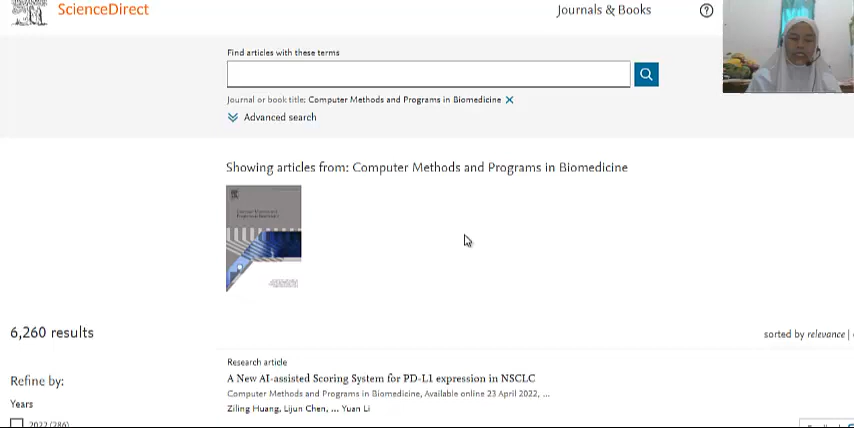 ScienceDirect
Journals & Books
Find articles with these terms
Journal or book title: Computer Methods and Programs in Biomedicine
Advanced search
Showing articles from: Computer Methods and Programs in Biomedicine
6,260 results
sorted by relevance |
Research article
Refine by:
A New AI-assisted Scoring System for PD-L1 expression in NSCLC
Computer Methods and Programs in Biomedicine, Available online 23 April 2022, ...
Years
Ziling Huang, Lijun Chen, ... Yuan Li
2022 (286)